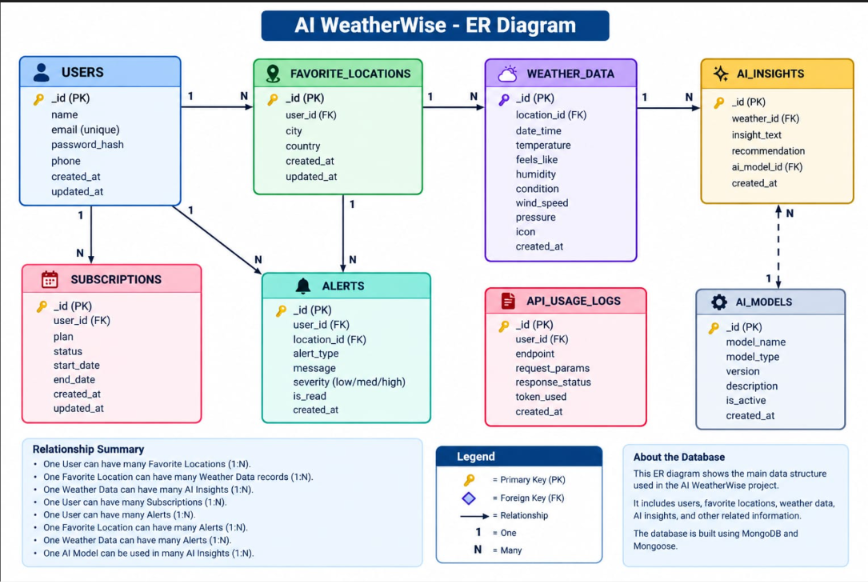 AI WeatherWise - ER Diagram
USERS
_id (PK)
name
email (unique)
password_hash
phone
created_at
updated_at
1
N
FAVORITE_LOCATIONS
_id (PK)
user_id (FK)
city
country
created_at
updated_at
1
N
WEATHER_DATA
_id (PK)
location_id (FK)
date_time
temperature
feels_like
humidity
condition
wind_speed
pressure
icon
created_at
1
N
AI_INSIGHTS
_id (PK)
weather_id (FK)
insight_text
recommendation
ai_model_id (FK)
created_at
1
N
1
N
1
N
N
1
SUBSCRIPTIONS
_id (PK)
user_id (FK)
plan
status
start_date
end_date
created_at
updated_at
ALERTS
_id (PK)
user_id (FK)
location_id (FK)
alert_type
message
severity (low/med/high)
is_read
created_at
API_USAGE_LOGS
_id (PK)
user_id (FK)
endpoint
request_params
response_status
token_used
created_at
AI_MODELS
_id (PK)
model_name
model_type
version
description
is_active
created_at
Relationship Summary
• One User can have many Favorite Locations (1:N).
• One Favorite Location can have many Weather Data records (1:N).
• One Weather Data can have many AI Insights (1:N).
• One User can have many Subscriptions (1:N).
• One User can have many Alerts (1:N).
• One Favorite Location can have many Alerts (1:N).
• One Weather Data can have many Alerts (1:N).
• One AI Model can be used in many AI Insights (1:N).
Legend
= Primary Key (PK)
= Foreign Key (FK)
= Relationship
1 = One
N = Many
About the Database
This ER diagram shows the main data structure
used in the AI WeatherWise project.
It includes users, favorite locations, weather data,
AI insights, and other related information.
The database is built using MongoDB and
Mongoose.